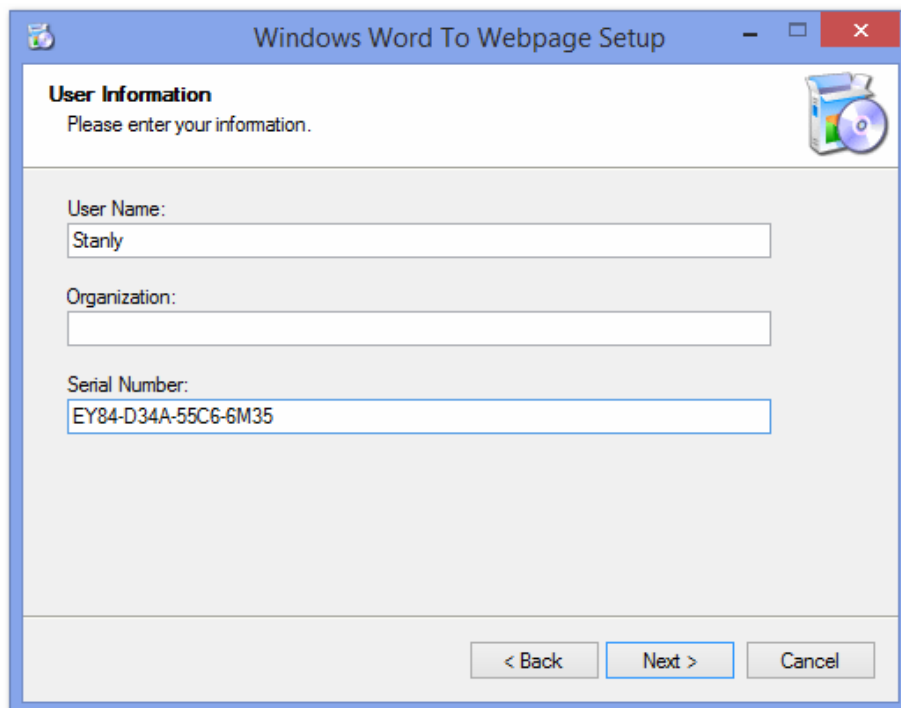 Windows Word To Webpage Setup
User Information
Please enter your information.
User Name:
Stanly
Organization:
Serial Number:
EY84-D34A-55C6-6M35
< Back Next > Cancel